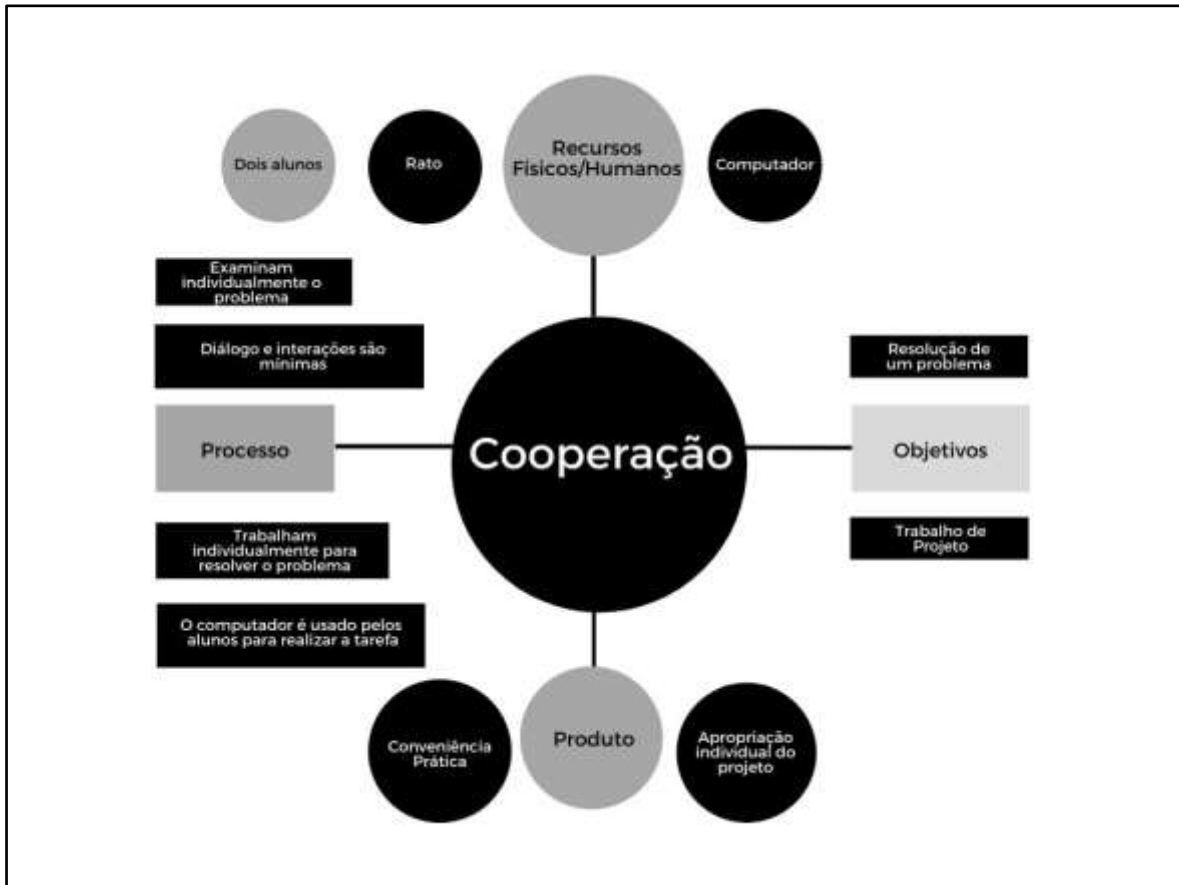 Dois alunos
Rato
Recursos
Físicos/Humanos
Computador
Examinam
individualmente o
problema
Diálogo e interações são
mínimas
Processo
Trabalham
individualmente para
resolver o problema
O computador é usado pelos
alunos para realizar a tarefa
Cooperação
Resolução de
um problema
Objetivos
Trabalho de
Projeto
Conveniência
Prática
Produto
Apropriação
individual do
projeto